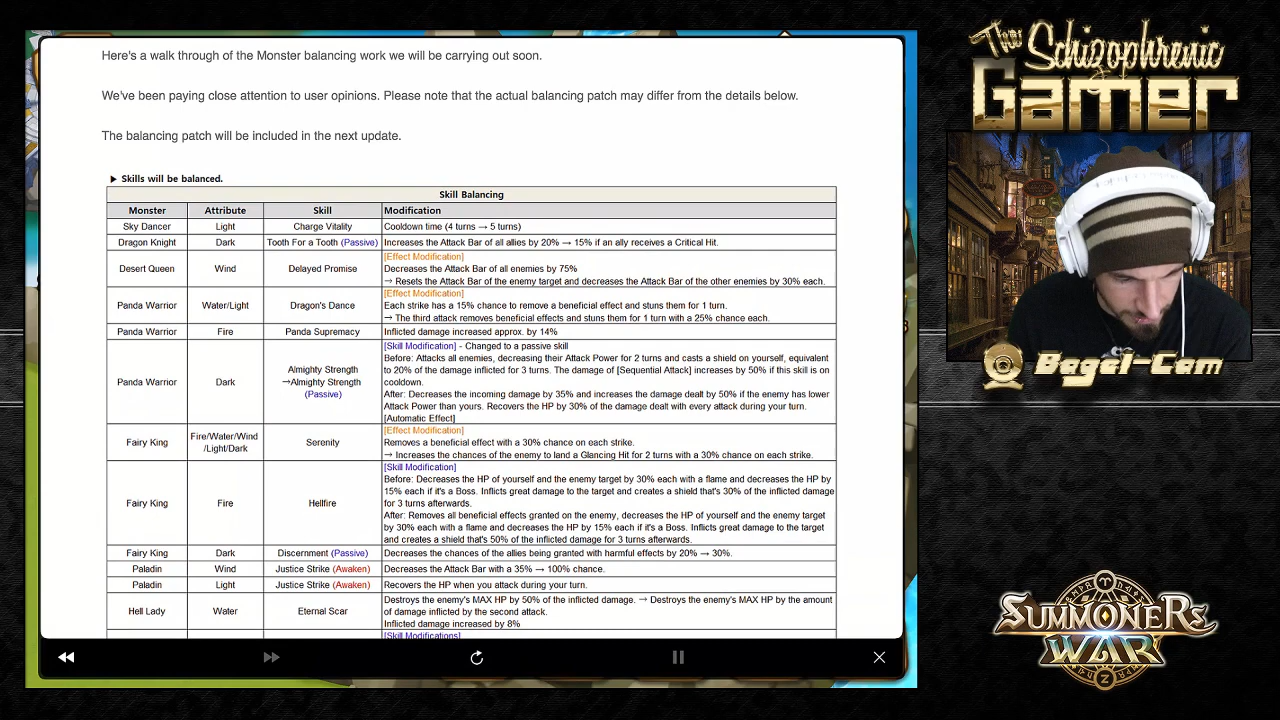 Here's a walk through of the Monster balancing work we will be carrying out soon.
We've been paying close attention to user opinions. Please note that the actual balancing patch may differ from the details below.
The balancing patch will be included in the next update.
▶ Skills will be balanced.
Skill Balancing
Monster Attribute Skill Modification
Sky Dancer Light Charge Vitality Cooldown time (4 turns → 5 turns)
Dragon Knight Dark Tooth For a Tooth (Passive) Increases the Attack Bar of all allies by 20% → 15% if an ally receives a Critical Hit.
Desert Queen Wind Delayed Promise
[Effect Modification]
Decreases the Attack Bar of all enemies by 75%
→ Resets the Attack Bar of the enemy target and decreases the Attack Bar of the other enemies by 30% each.
Panda Warrior Water/Light Dragon's Dance
[Effect Modification]
Each strike has a 15% chance to remove a beneficial effect and stuns them for 1 turn.
→ The third attack removes beneficial effects and stuns them for 1 turn with a 25% chance each.
Panda Warrior Fire Panda Supremacy Inflicted damage increased approx. by 14%
Panda Warrior Dark
Almighty Strength
→Almighty Strength
(Passive)
[Skill Modification] - Changed to a passive skill
Before: Attacks all enemies, decreasing their Attack Power for 2 turns and casts a shield on yourself, equivalent
to 20% of the damage inflicted for 3 turns. The damage of [Sequential Attack] increases by 50% if this skill is on
cooldown.
After: Decreases the incoming damage by 35% and increases the damage dealt by 50% if the enemy has lower
Attack Power than yours. Recovers the HP by 30% of the damage dealt with every attack during your turn.
[Automatic Effect]
Fairy King
Fire/Water/Wind
/Light/Dark
Serenity
[Effect Modification]
Removes a beneficial effect with a 30% chance on each strike.
→ Increases the chances of the enemy to land a Glancing Hit for 2 turns with a 30% chance on each strike.
Fairy King Fire Hellfire
[Skill Modification]
Before: Decreases the HP of yourself and the enemy target by 30% each with a flame and decreases the HP by
15% each if it's a Boss. Inflicts great damage to the target and creates a shield that's 30% of the inflicted damage
for 3 turns afterwards.
After: Removes all beneficial effects granted on the enemy, decreases the HP of yourself and the enemy target
by 30% each with a flame and decreases the HP by 15% each if it's a Boss. Inflicts great damage to the target
and creates a shield that's 50% of the inflicted damage for 3 turns afterwards.
Fairy King Dark Discernment (Passive) Decreases the chances of the allies being granted with harmful effects by 20% → 30%.
Paladin Wind Justice Strike (Awaken) Decreases the Attack Bar with a 35% → 100% chance.
Paladin Light Justice Strike (Awaken) Recovers the HP when you attack during your turn.
Hell Lady Water Eternal Scar
Destroys the enemy's MAX HP by 50% of the inflicted damage. → Destroys the enemy's MAX HP by the amount
of damage inflicted by the second attack.
Inflicted damage increased by 8%
[Skill Modifications]
The Schizophrenic
Gamer
Bagel-Cam
SUMMONERS
WAR